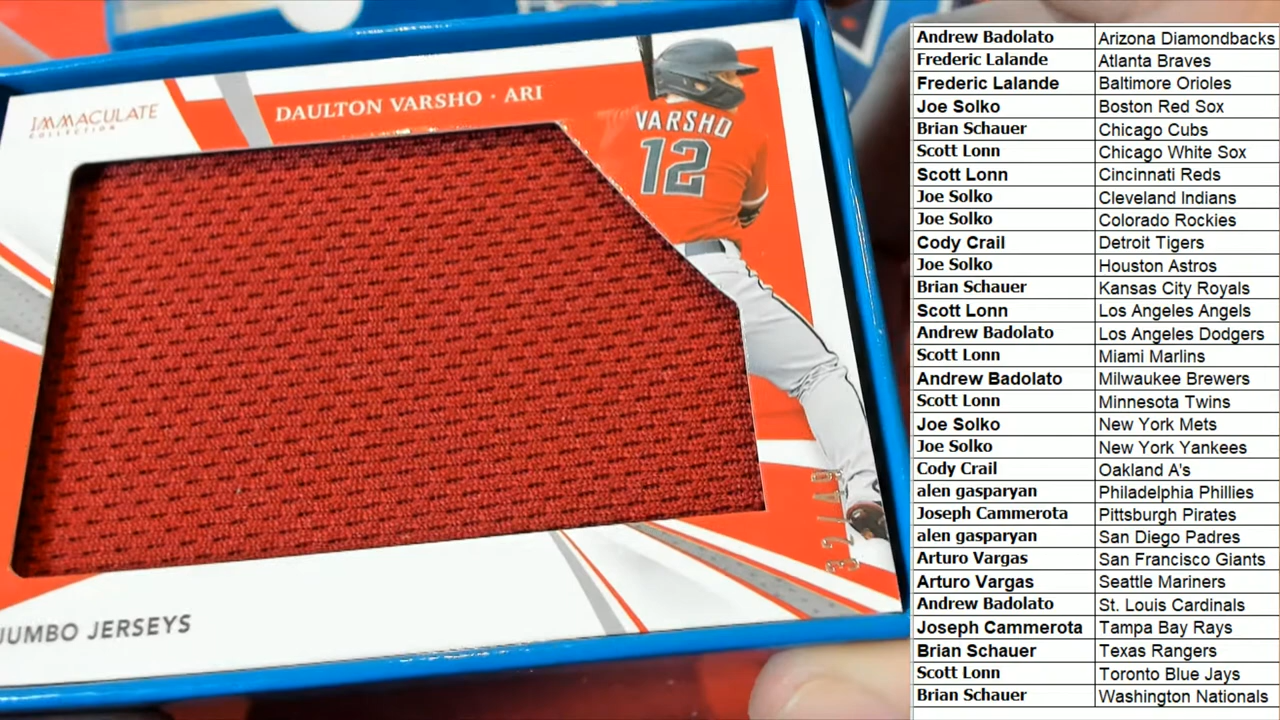 IMMACULATE
COLLECTION
DAULTON VARSHO · ARI
VARSHO
12
JUMBO JERSEYS
Andrew Badolato Arizona Diamondbacks
Frederic Lalande Atlanta Braves
Frederic Lalande Baltimore Orioles
Joe Solko Boston Red Sox
Brian Schauer Chicago Cubs
Scott Lonn Chicago White Sox
Scott Lonn Cincinnati Reds
Joe Solko Cleveland Indians
Joe Solko Colorado Rockies
Cody Crail Detroit Tigers
Joe Solko Houston Astros
Brian Schauer Kansas City Royals
Scott Lonn Los Angeles Angels
Andrew Badolato Los Angeles Dodgers
Scott Lonn Miami Marlins
Andrew Badolato Milwaukee Brewers
Scott Lonn Minnesota Twins
Joe Solko New York Mets
Joe Solko New York Yankees
Cody Crail Oakland A's
alen gasparyan Philadelphia Phillies
Joseph Cammerota Pittsburgh Pirates
alen gasparyan San Diego Padres
Arturo Vargas San Francisco Giants
Arturo Vargas Seattle Mariners
Andrew Badolato St. Louis Cardinals
Joseph Cammerota Tampa Bay Rays
Brian Schauer Texas Rangers
Scott Lonn Toronto Blue Jays
Brian Schauer Washington Nationals